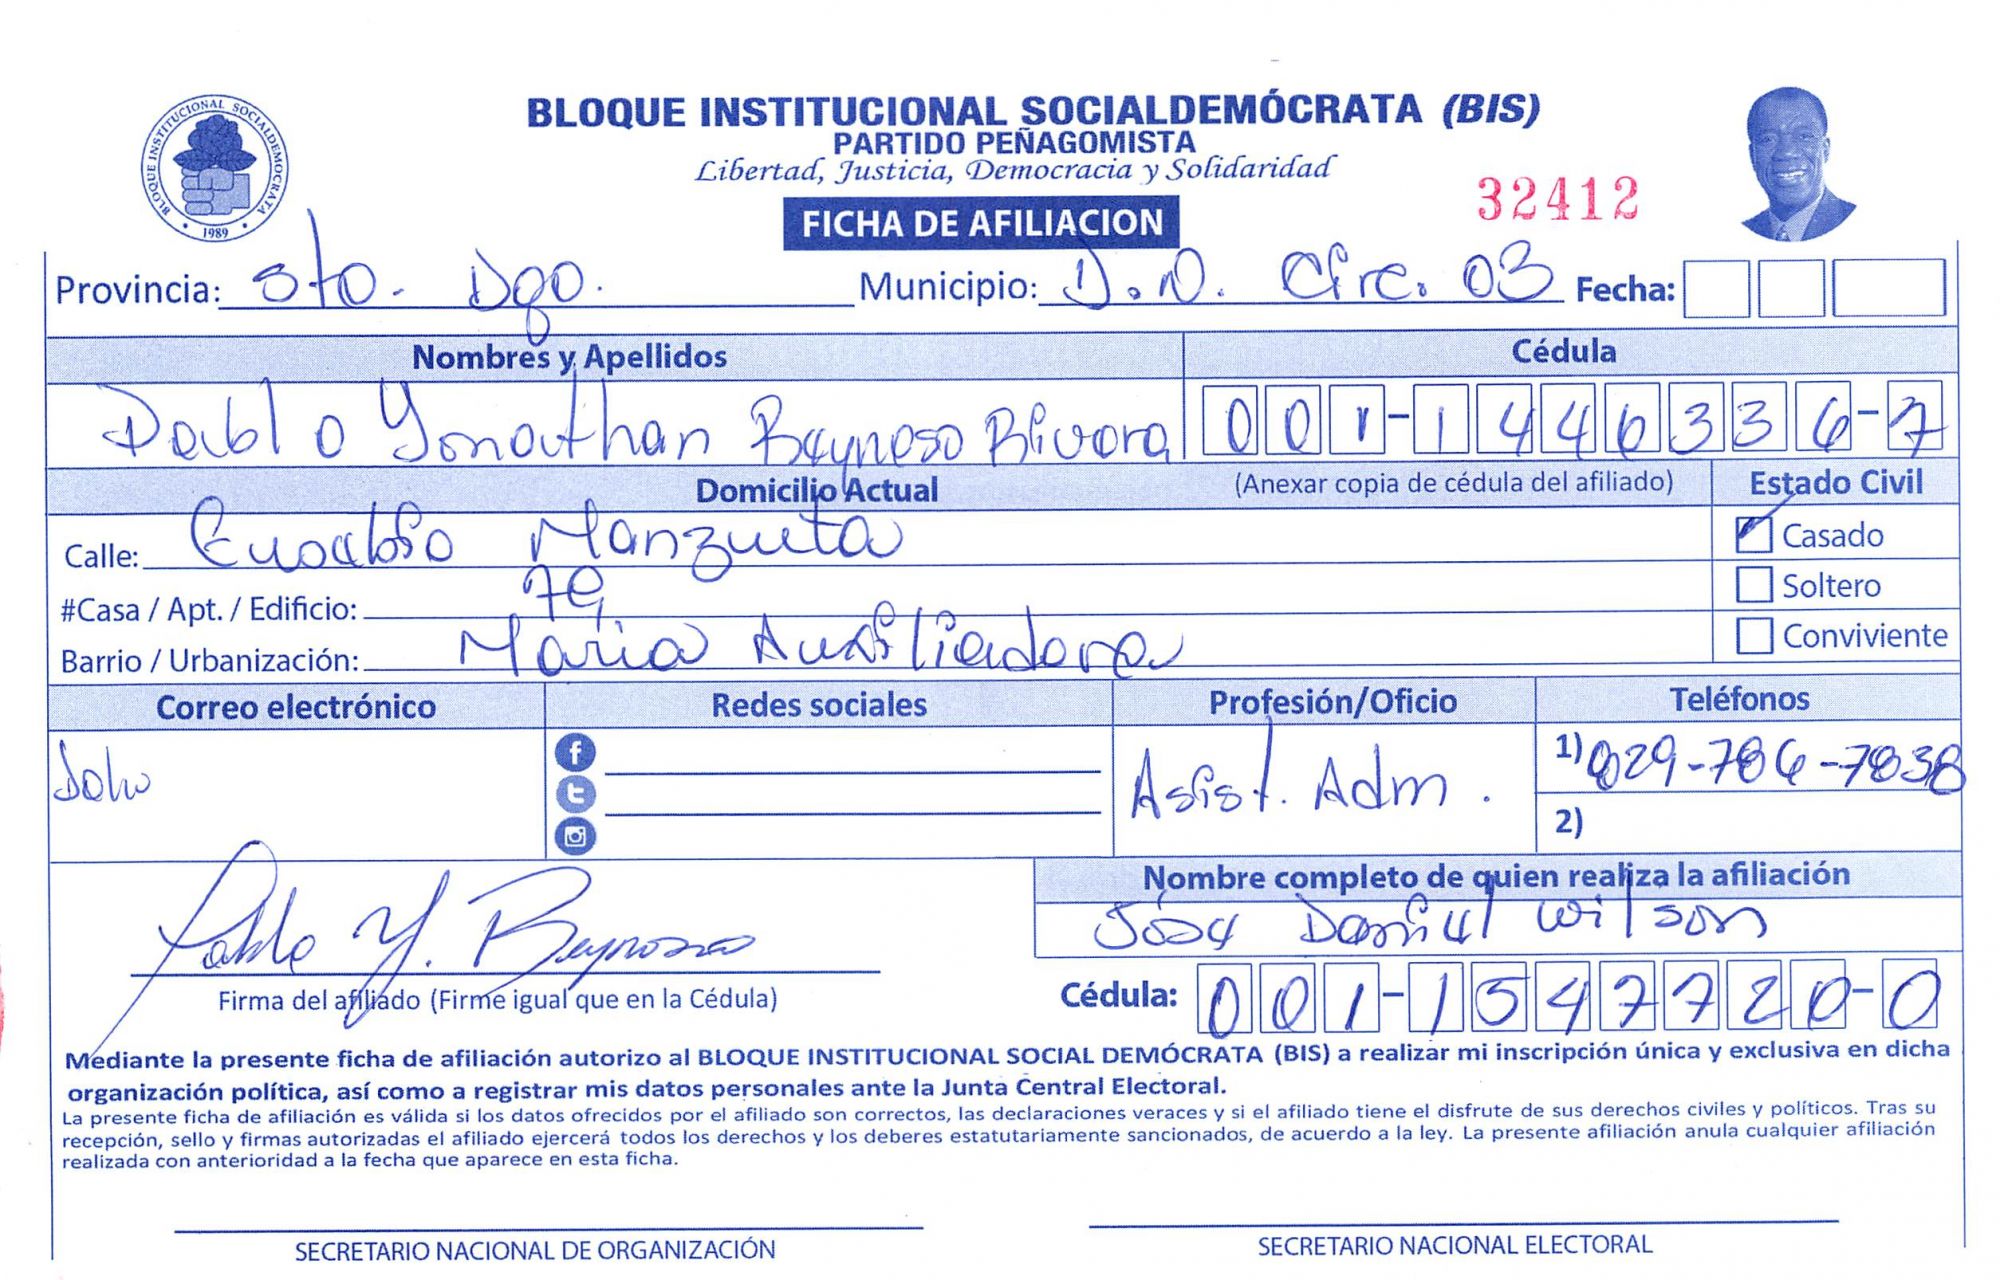 BLOQUE INSTITUCIONAL SOCIALDEMOCRATA
1989
BLOQUE INSTITUCIONAL SOCIALDEMÓCRATA (BIS)
PARTIDO PEÑAGOMISTA
Libertad, Justicia, Democracia y Solidaridad
32412
FICHA DE AFILIACION
Provincia: Sto. Dgo. Municipio: D.N. Circ. 03 Fecha:
Nombres y Apellidos Cédula
Pablo Yonathan Reynoso Rivera 001-1446336-7
Domicilio Actual (Anexar copia de cédula del afiliado) Estado Civil
Calle: Eusebio Manzueta Casado
#Casa / Apt. / Edificio: 79 Soltero
Barrio / Urbanización: Maria Auxiliadora Conviviente
Correo electrónico Redes sociales Profesión/Oficio Teléfonos
Asist. Adm. 1) 829-786-7838
2)
Nombre completo de quien realiza la afiliación
José Daniel Wilson
Pablo Y. Reynoso
Firma del afiliado (Firme igual que en la Cédula) Cédula: 001-1547720-0
Mediante la presente ficha de afiliación autorizo al BLOQUE INSTITUCIONAL SOCIAL DEMÓCRATA (BIS) a realizar mi inscripción única y exclusiva en dicha
organización política, así como a registrar mis datos personales ante la Junta Central Electoral.
La presente ficha de afiliación es válida si los datos ofrecidos por el afiliado son correctos, las declaraciones veraces y si el afiliado tiene el disfrute de sus derechos civiles y políticos. Tras su
recepción, sello y firmas autorizadas el afiliado ejercerá todos los derechos y los deberes estatutariamente sancionados, de acuerdo a la ley. La presente afiliación anula cualquier afiliación
realizada con anterioridad a la fecha que aparece en esta ficha.
SECRETARIO NACIONAL DE ORGANIZACIÓN SECRETARIO NACIONAL ELECTORAL